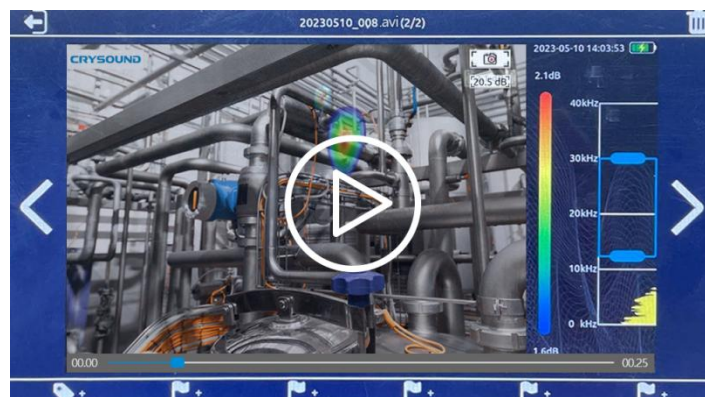 20230510_008.avi(2/2)
CRYSOUND
20.5 dB
2023-05-10 14:03:53
2.1dB
40kHz
30kHz
20kHz
10kHz
0 kHz
1.6dB
00.00
00.25